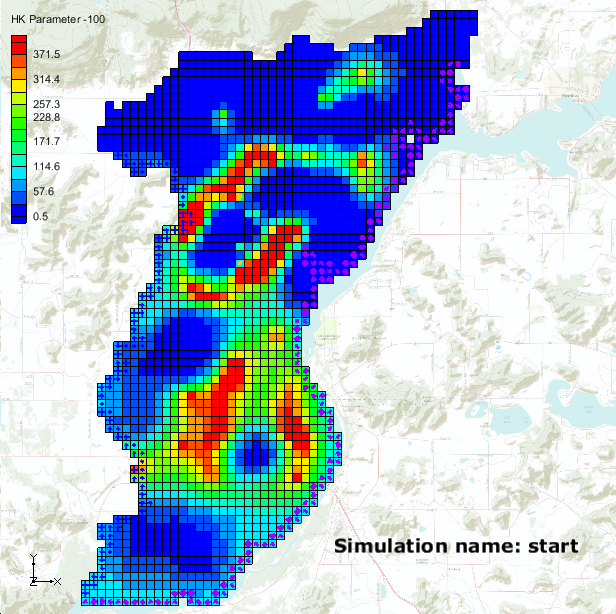 HK Parameter -100
371.5
314.4
257.3
228.8
171.7
114.6
57.6
0.5
Simulation name: start
Y
Z
X